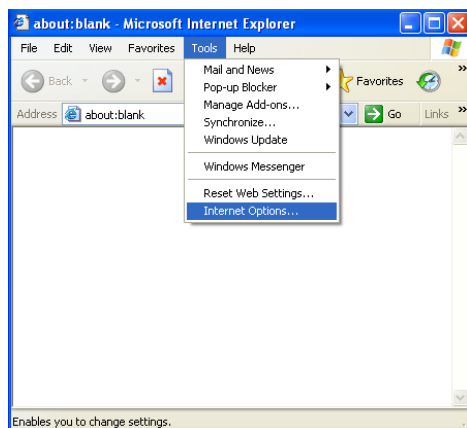 about:blank - Microsoft Internet Explorer
File Edit View Favorites Tools Help
Back Favorites »
Address about:blank Go Links »
Mail and News
Pop-up Blocker
Manage Add-ons...
Synchronize...
Windows Update
Windows Messenger
Reset Web Settings...
Internet Options...
Enables you to change settings.